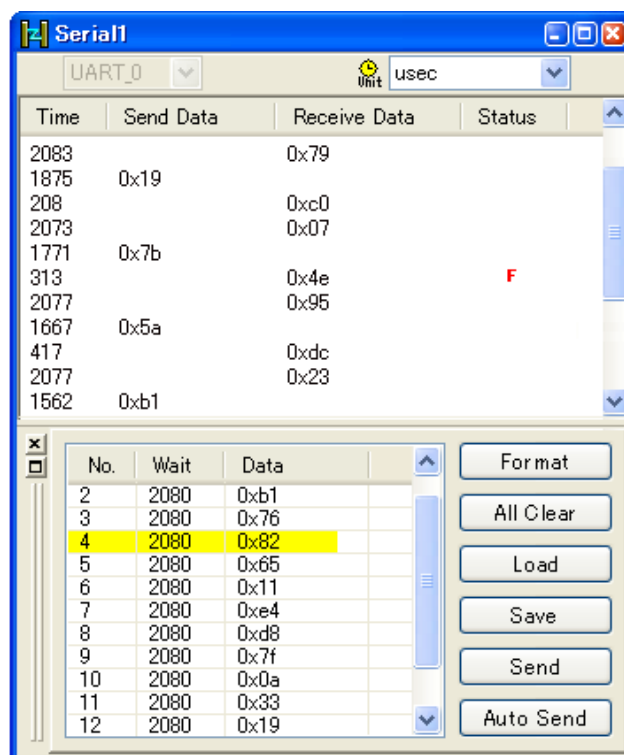 Serial1
UART_0 Unit usec
Time Send Data Receive Data Status
2083 0x79
1875 0x19
208 0xc0
2073 0x07
1771 0x7b
313 0x4e F
2077 0x95
1667 0x5a
417 0xdc
2077 0x23
1562 0xb1
No. Wait Data
2 2080 0xb1
3 2080 0x76
4 2080 0x82
5 2080 0x65
6 2080 0x11
7 2080 0xe4
8 2080 0xd8
9 2080 0x7f
10 2080 0x0a
11 2080 0x33
12 2080 0x19
Format
All Clear
Load
Save
Send
Auto Send